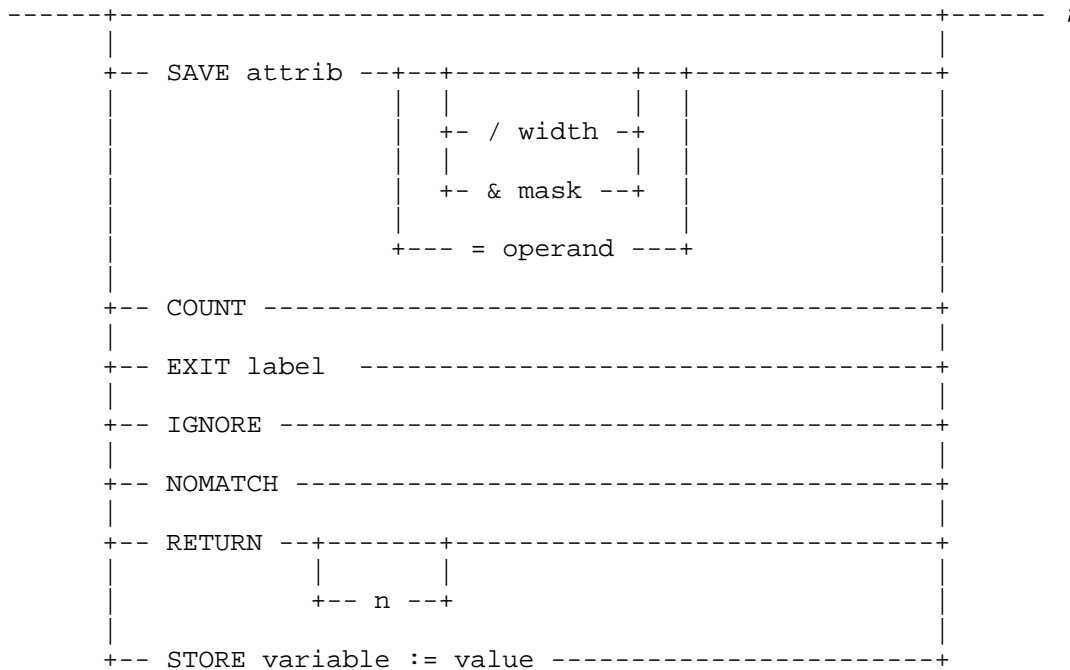 SAVE attrib
/ width
& mask
= operand
COUNT
EXIT label
IGNORE
NOMATCH
RETURN
n
STORE variable := value